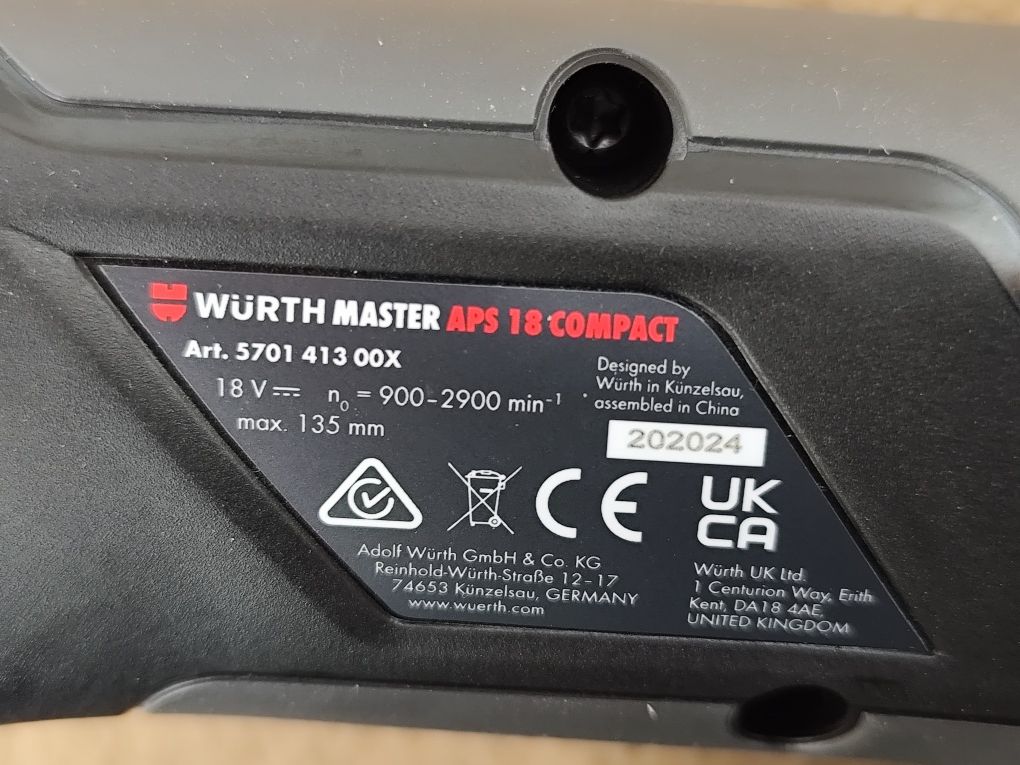 WÜRTH MASTER APS 18 COMPACT
Art. 5701 413 00X
18 V⎓ n₀ = 900–2900 min⁻¹
max. 135 mm
Designed by
Würth in Künzelsau,
assembled in China
202024
CE
UK
CA
Adolf Würth GmbH & Co. KG
Reinhold-Würth-Straße 12–17
74653 Künzelsau, GERMANY
www.wuerth.com
Würth UK Ltd.
1 Centurion Way, Erith
Kent, DA18 4AE,
UNITED KINGDOM